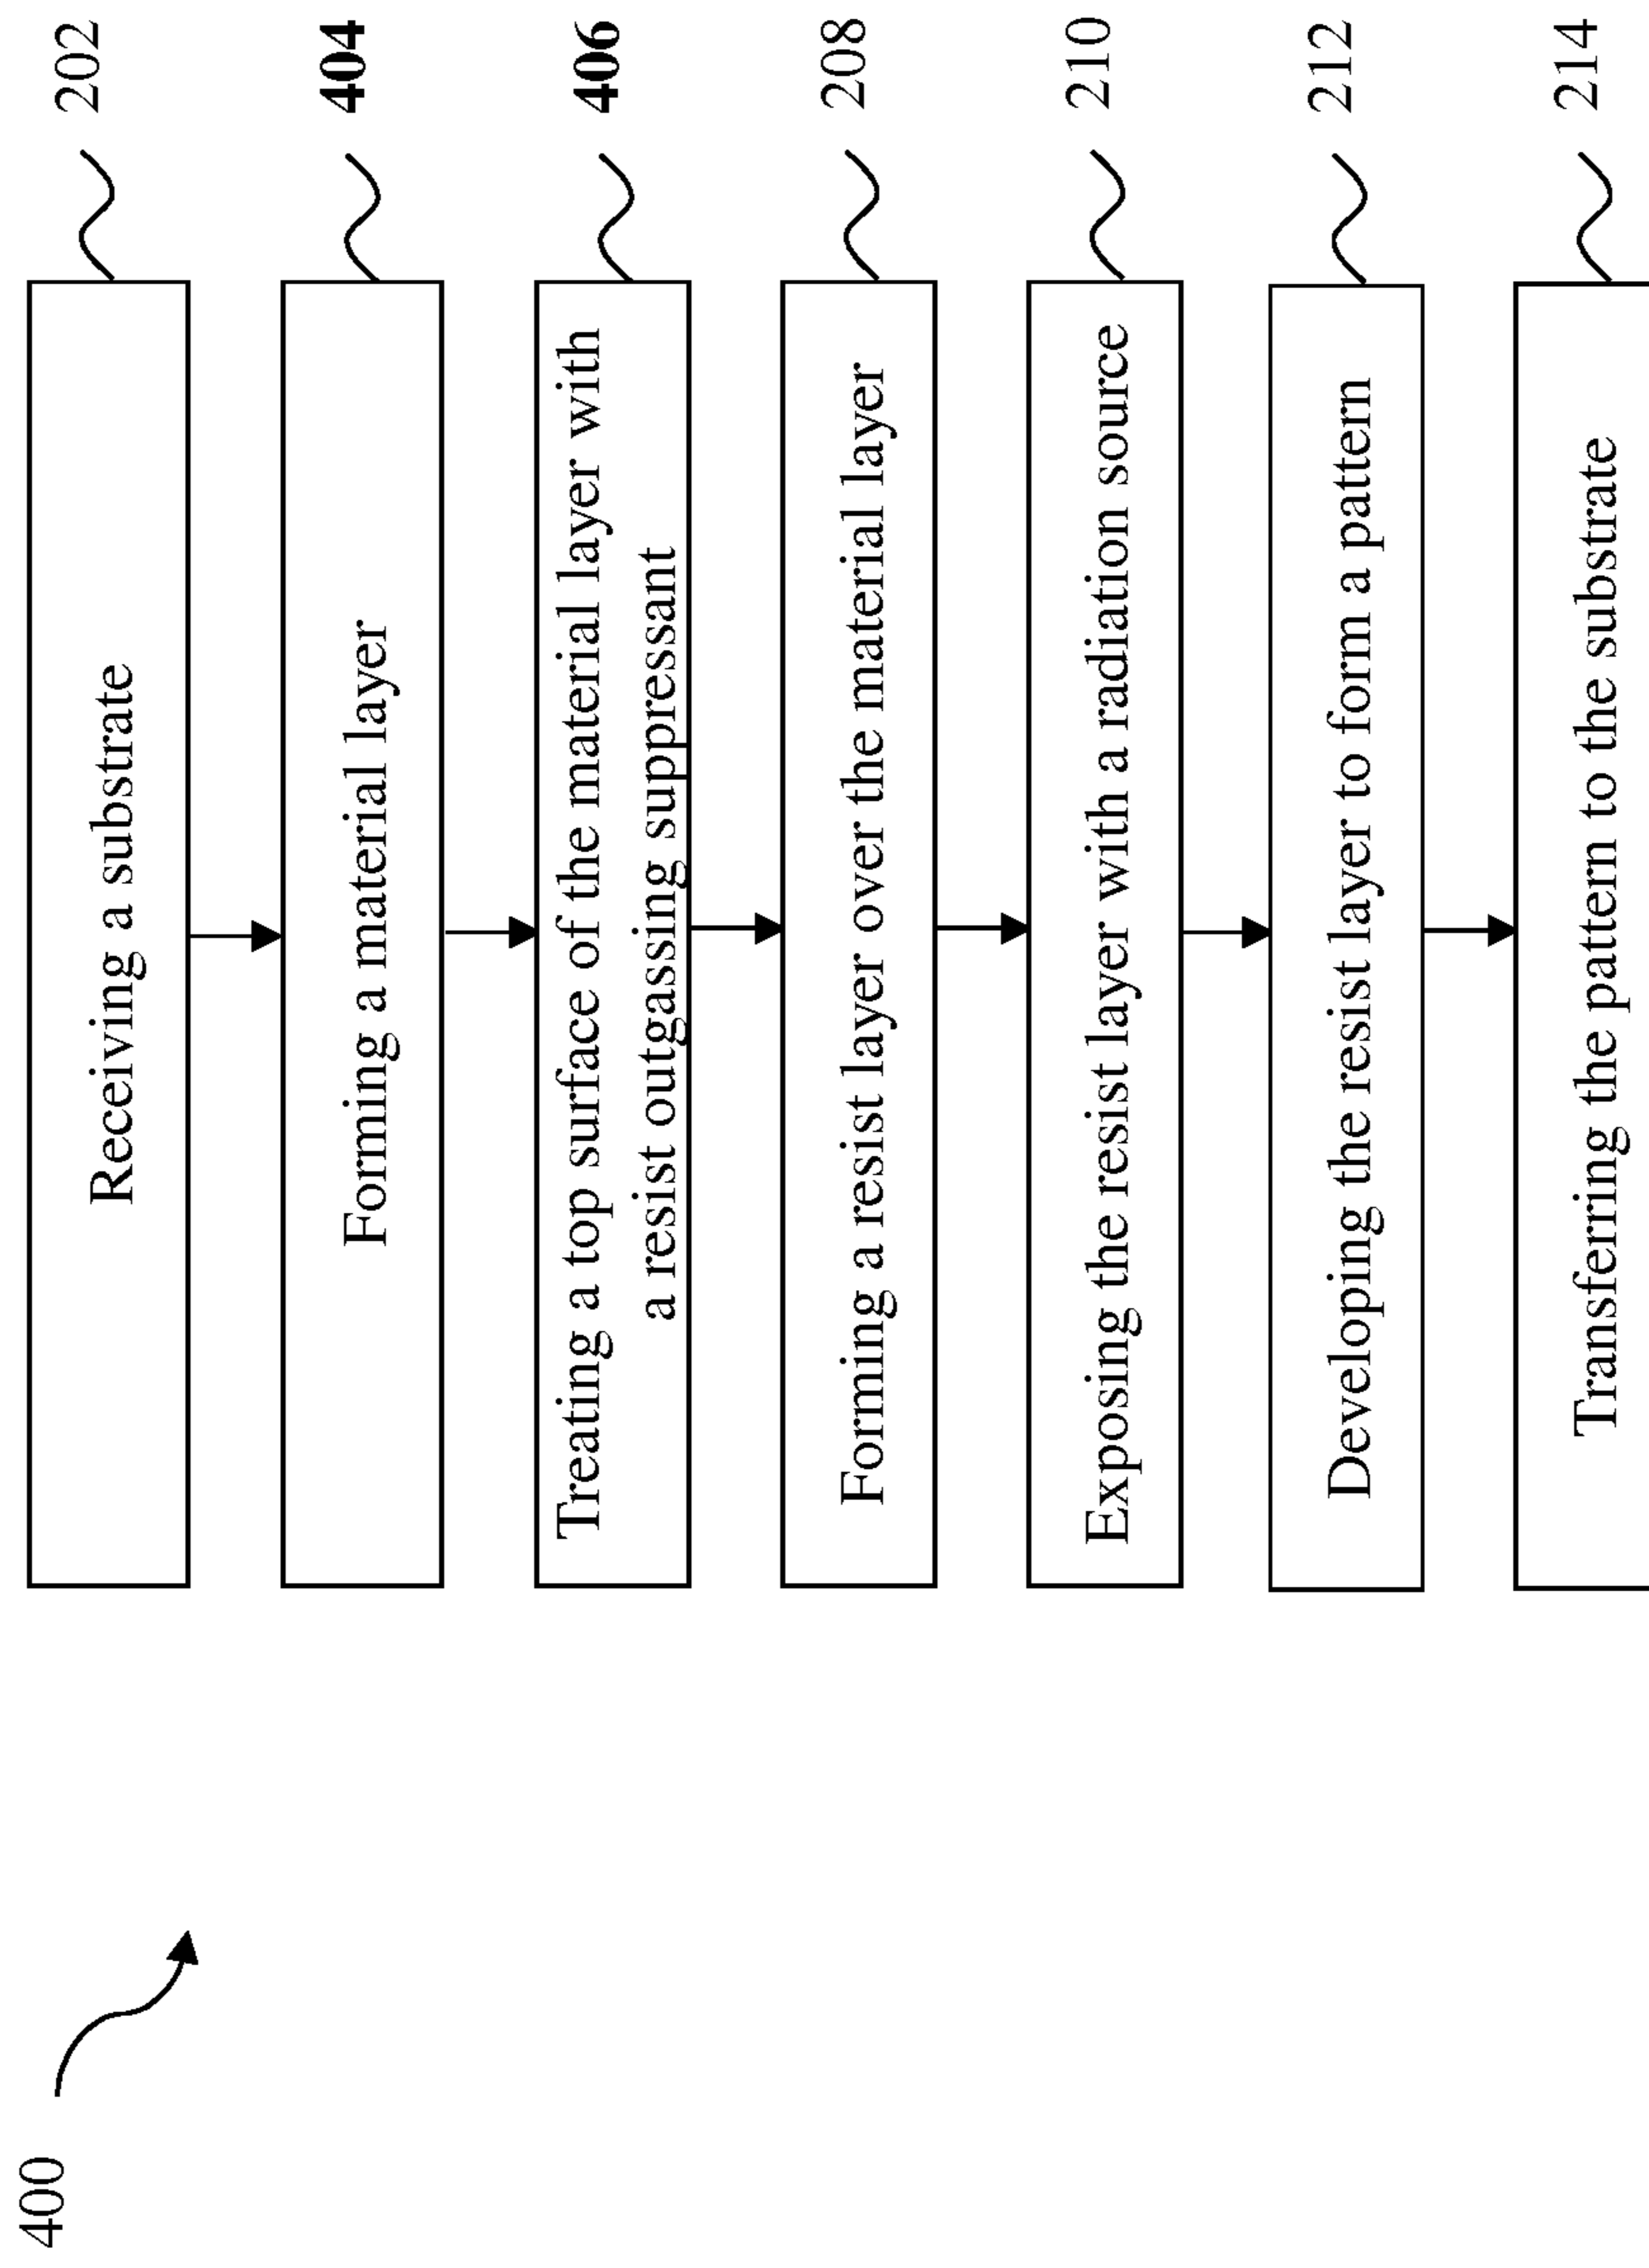 400
Receiving a substrate
202
Forming a material layer
404
Treating a top surface of the material layer with
a resist outgassing suppressant
406
Forming a resist layer over the material layer
208
Exposing the resist layer with a radiation source
210
Developing the resist layer to form a pattern
212
Transferring the pattern to the substrate
214